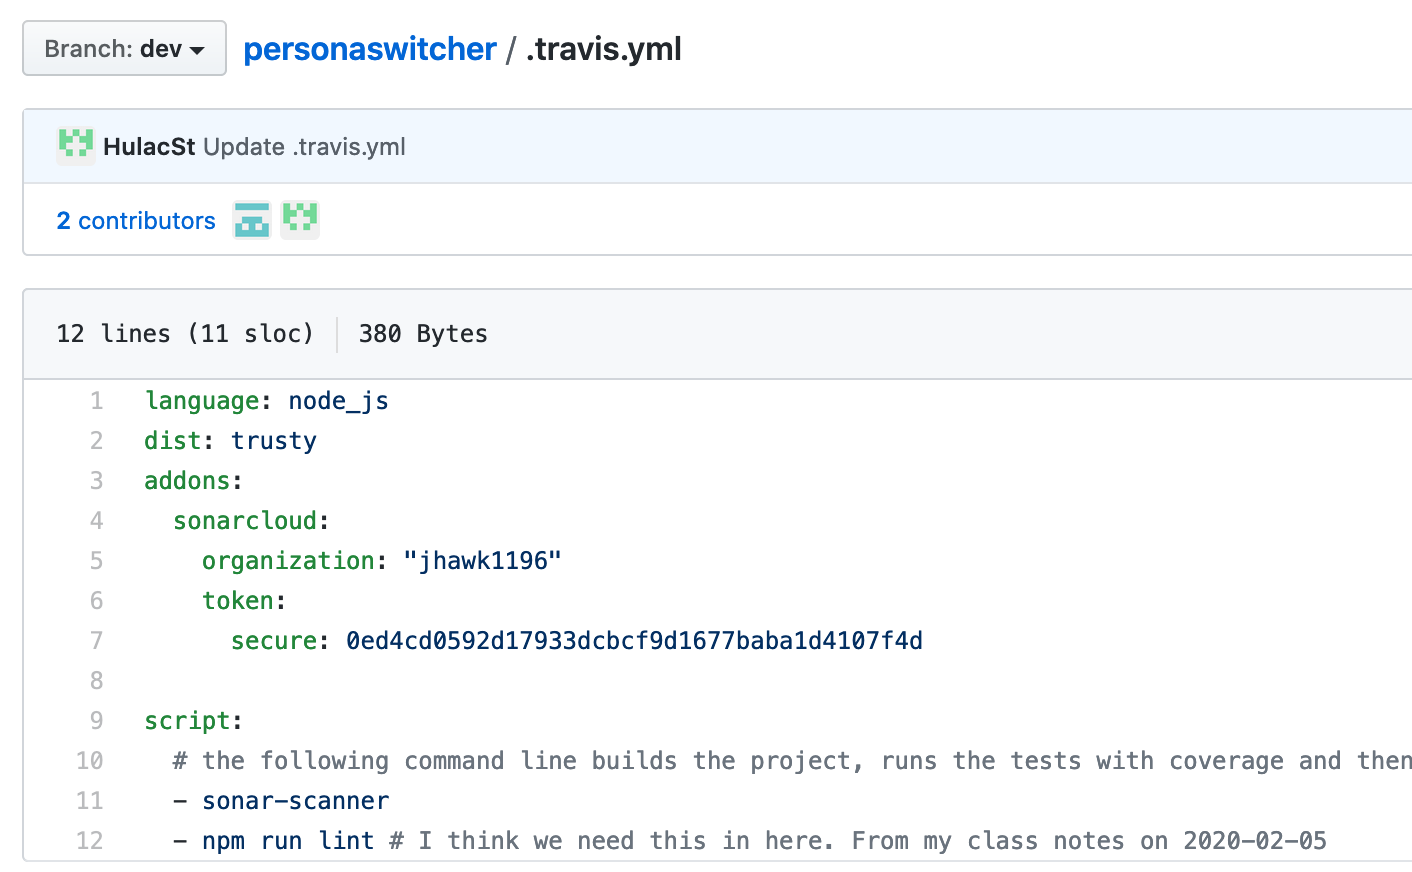 Branch: dev
personaswitcher / .travis.yml
HulacSt Update .travis.yml
2 contributors
12 lines (11 sloc) 380 Bytes
1 language: node_js
2 dist: trusty
3 addons:
4   sonarcloud:
5     organization: "jhawk1196"
6     token:
7       secure: 0ed4cd0592d17933dcbcf9d1677baba1d4107f4d
8
9 script:
10   # the following command line builds the project, runs the tests with coverage and then
11   - sonar-scanner
12   - npm run lint # I think we need this in here. From my class notes on 2020-02-05